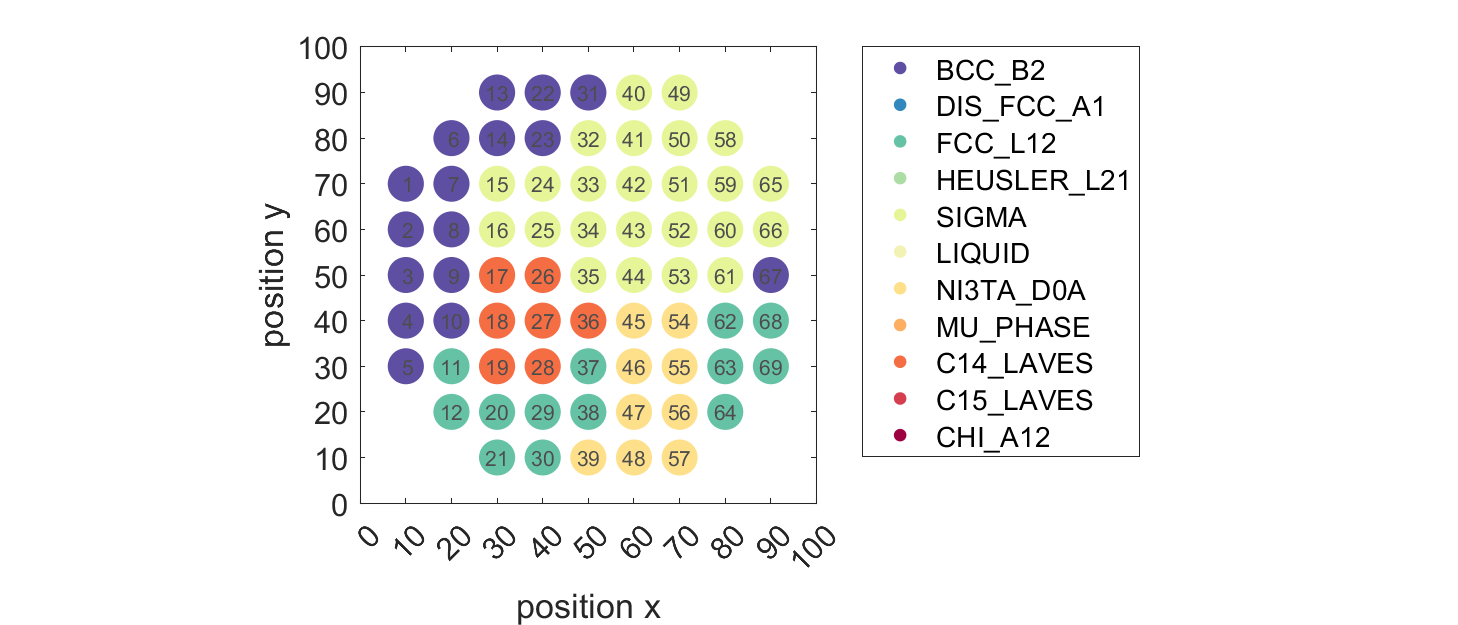 100
90 13 22 31 40 49
80 6 14 23 32 41 50 58
70 1 7 15 24 33 42 51 59 65
60 2 8 16 25 34 43 52 60 66
50 3 9 17 26 35 44 53 61 67
40 4 10 18 27 36 45 54 62 68
30 5 11 19 28 37 46 55 63 69
20 12 20 29 38 47 56 64
10 21 30 39 48 57
0
0 10 20 30 40 50 60 70 80 90 100
position x
position y
BCC_B2
DIS_FCC_A1
FCC_L12
HEUSLER_L21
SIGMA
LIQUID
NI3TA_D0A
MU_PHASE
C14_LAVES
C15_LAVES
CHI_A12